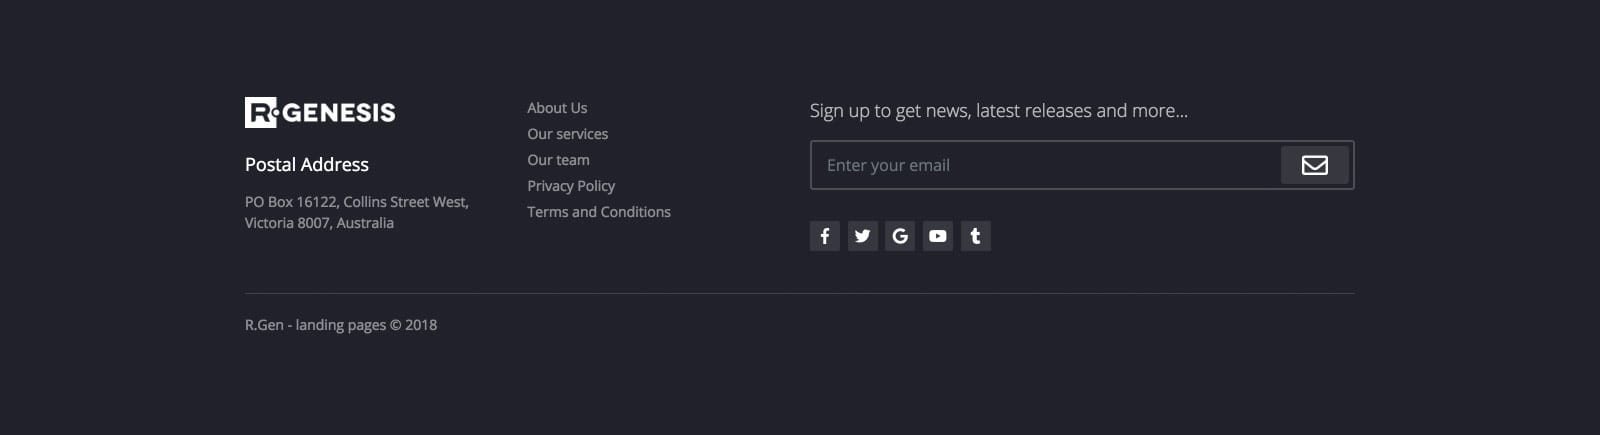 R.GENESIS
Postal Address
PO Box 16122, Collins Street West,
Victoria 8007, Australia
About Us
Our services
Our team
Privacy Policy
Terms and Conditions
Sign up to get news, latest releases and more...
Enter your email
R.Gen - landing pages © 2018